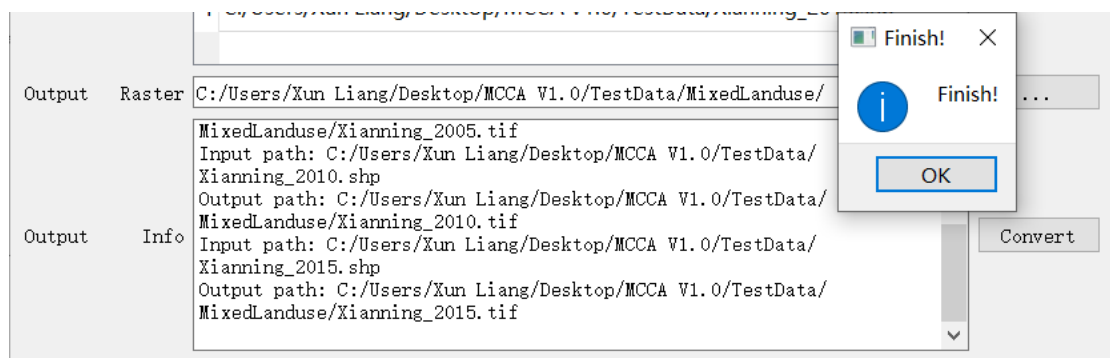 Finish!
Output Raster C:/Users/Xun Liang/Desktop/MCCA V1.0/TestData/MixedLanduse/ ...
Finish!
OK
MixedLanduse/Xianning_2005.tif
Input path: C:/Users/Xun Liang/Desktop/MCCA V1.0/TestData/
Xianning_2010.shp
Output path: C:/Users/Xun Liang/Desktop/MCCA V1.0/TestData/
MixedLanduse/Xianning_2010.tif
Output Info
Input path: C:/Users/Xun Liang/Desktop/MCCA V1.0/TestData/
Xianning_2015.shp
Output path: C:/Users/Xun Liang/Desktop/MCCA V1.0/TestData/
MixedLanduse/Xianning_2015.tif
Convert